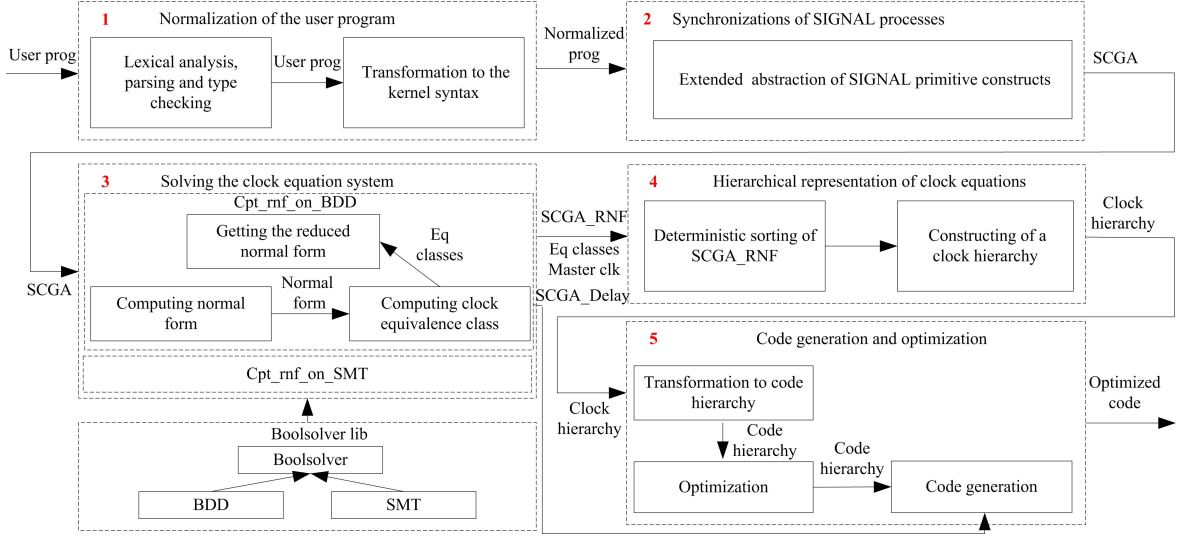 1 Normalization of the user program
User prog
Lexical analysis,
parsing and type
checking
User prog
Transformation to the
kernel syntax
Normalized
prog
2 Synchronizations of SIGNAL processes
Extended abstraction of SIGNAL primitive constructs
SCGA
SCGA
3 Solving the clock equation system
Cpt_rnf_on_BDD
Getting the reduced
normal form
Eq
classes
Computing normal
form
Normal
form
Computing clock
equivalence class
Cpt_rnf_on_SMT
SCGA_RNF
Eq classes
Master clk
SCGA_Delay
4 Hierarchical representation of clock equations
Deterministic sorting of
SCGA_RNF
Constructing of a
clock hierarchy
Clock
hierarchy
Boolsolver lib
Boolsolver
BDD
SMT
Clock
hierarchy
5 Code generation and optimization
Transformation to code
hierarchy
Code
hierarchy
Optimization
Code
hierarchy
Code generation
Optimized
code